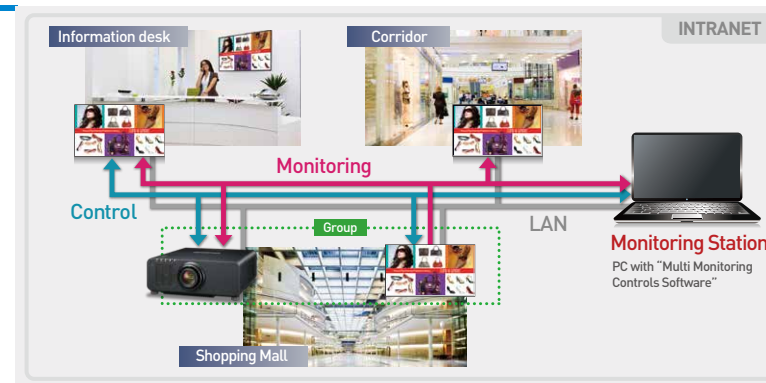 INTRANET
Information desk
Corridor
Monitoring
Control
LAN
Group
Monitoring Station
PC with "Multi Monitoring
Controls Software"
Shopping Mall